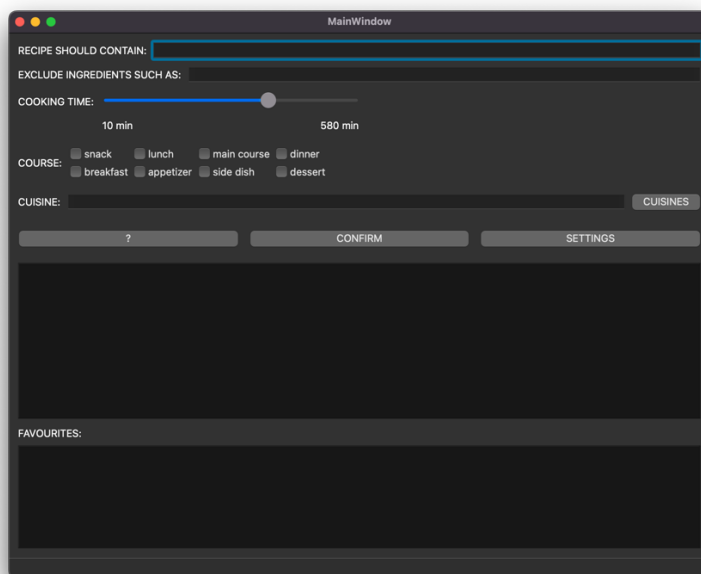 MainWindow
RECIPE SHOULD CONTAIN:
EXCLUDE INGREDIENTS SUCH AS:
COOKING TIME:
10 min 580 min
COURSE:
snack lunch main course dinner
breakfast appetizer side dish dessert
CUISINE: CUISINES
? CONFIRM SETTINGS
FAVOURITES: